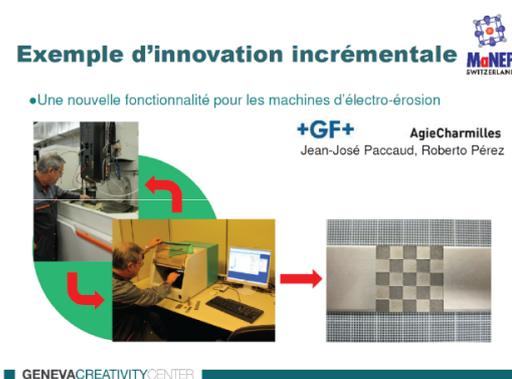 Exemple d'innovation incrémentale
MaNEP
SWITZERLAND
●Une nouvelle fonctionnalité pour les machines d'électro-érosion
+GF+
AgieCharmilles
Jean-José Paccaud, Roberto Pérez
GENEVACREATIVITYCENTER